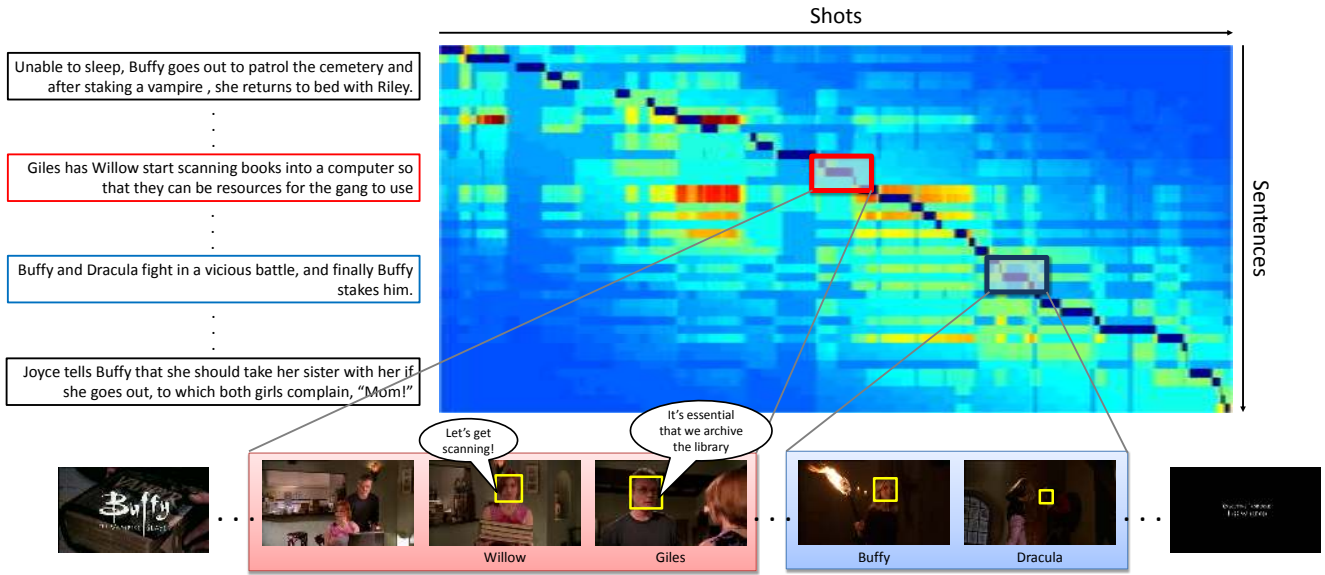 Shots
Unable to sleep, Buffy goes out to patrol the cemetery and
after staking a vampire , she returns to bed with Riley.
Giles has Willow start scanning books into a computer so
that they can be resources for the gang to use
Buffy and Dracula fight in a vicious battle, and finally Buffy
stakes him.
Joyce tells Buffy that she should take her sister with her if
she goes out, to which both girls complain, “Mom!”
Sentences
Let’s get
scanning!
It’s essential
that we archive
the library
Buffy
Willow
Giles
Buffy
Dracula